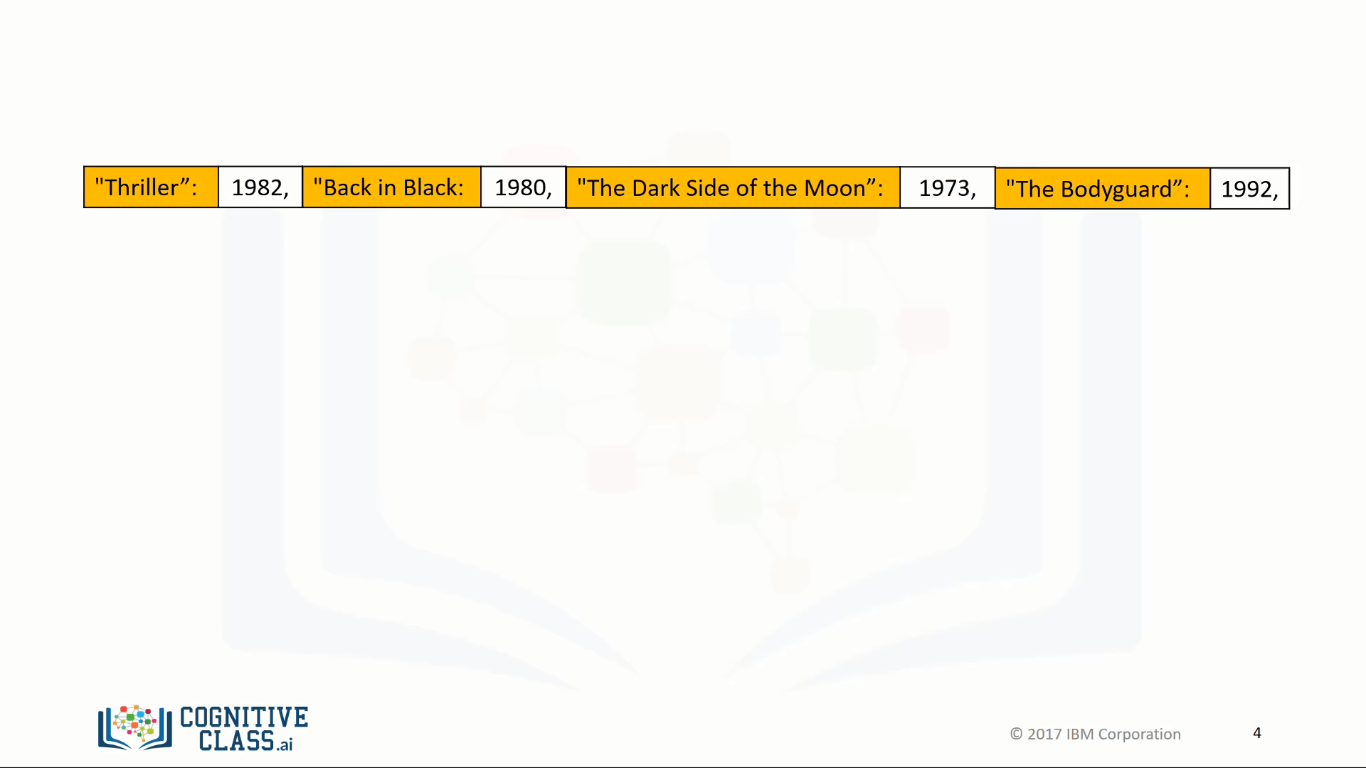 "Thriller”: 1982, "Back in Black: 1980, "The Dark Side of the Moon”: 1973, "The Bodyguard”: 1992,
COGNITIVE
CLASS.ai
© 2017 IBM Corporation 4